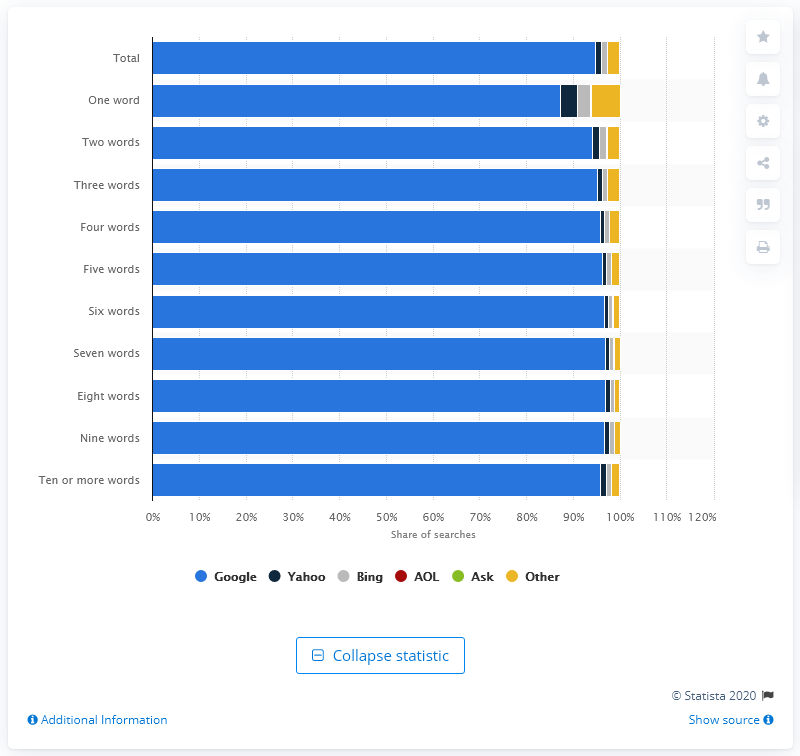 Total
One word
Two words
Three words
Four words
Five words
Six words
Seven words
Eight words
Nine words
Ten or more words
0% 10% 20% 30% 40% 50% 60% 70% 80% 90% 100% 110% 120%
Share of searches
Google Yahoo Bing AOL Ask Other
Collapse statistic
© Statista 2020
Additional Information Show source